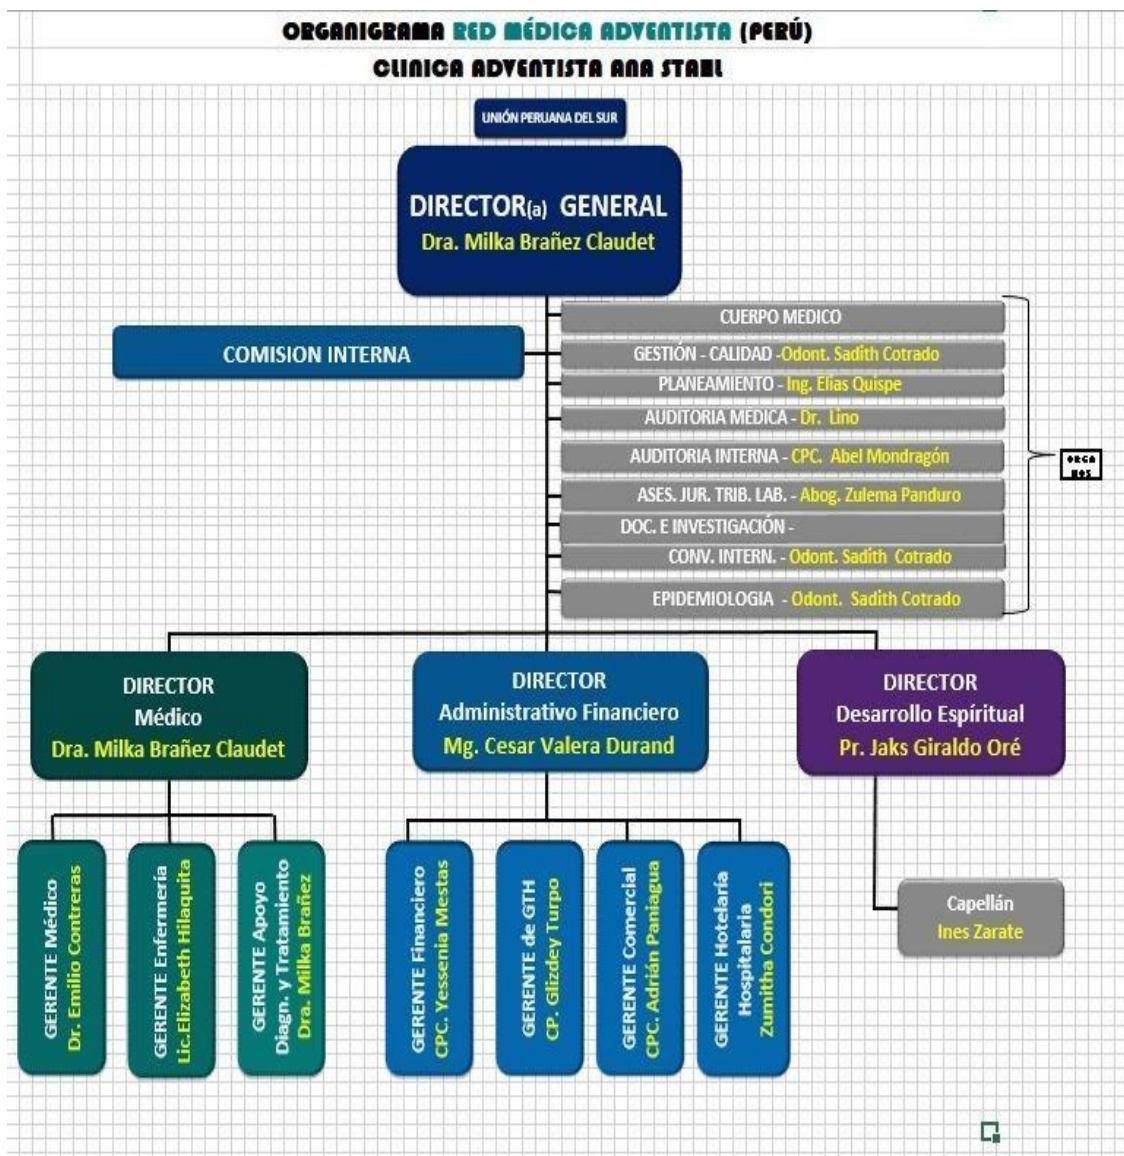 ORGANIGRAMA RED MÉDICA ADVENTISTA (PERÚ)
CLINICA ADVENTISTA ANA STAHL
UNIÓN PERUANA DEL SUR
DIRECTOR(a) GENERAL
Dra. Milka Brañez Claudet
COMISION INTERNA
CUERPO MEDICO
GESTIÓN - CALIDAD -Odont. Sadith Cotrado
PLANEAMIENTO - Ing. Elias Quispe
AUDITORIA MÉDICA - Dr. Lino
AUDITORIA INTERNA - CPC. Abel Mondragón
ASES. JUR. TRIB. LAB. - Abog. Zulema Panduro
DOC. E INVESTIGACIÓN -
CONV. INTERN. - Odont. Sadith Cotrado
EPIDEMIOLOGIA - Odont. Sadith Cotrado
ORGA
NOS
DIRECTOR
Médico
Dra. Milka Brañez Claudet
DIRECTOR
Administrativo Financiero
Mg. Cesar Valera Durand
DIRECTOR
Desarrollo Espíritual
Pr. Jaks Giraldo Oré
GERENTE Médico
Dr. Emilio Contreras
GERENTE Enfermería
Lic.Elizabeth Hilaquita
GERENTE Apoyo
Diagn. y Tratamiento
Dra. Milka Brañez
GERENTE Financiero
CPC. Yessenia Mestas
GERENTE de GTH
CP. Glizdey Turpo
GERENTE Comercial
CPC. Adrián Paniagua
GERENTE Hotelaría
Hospitalaria
Zumitha Condori
Capellán
Ines Zarate